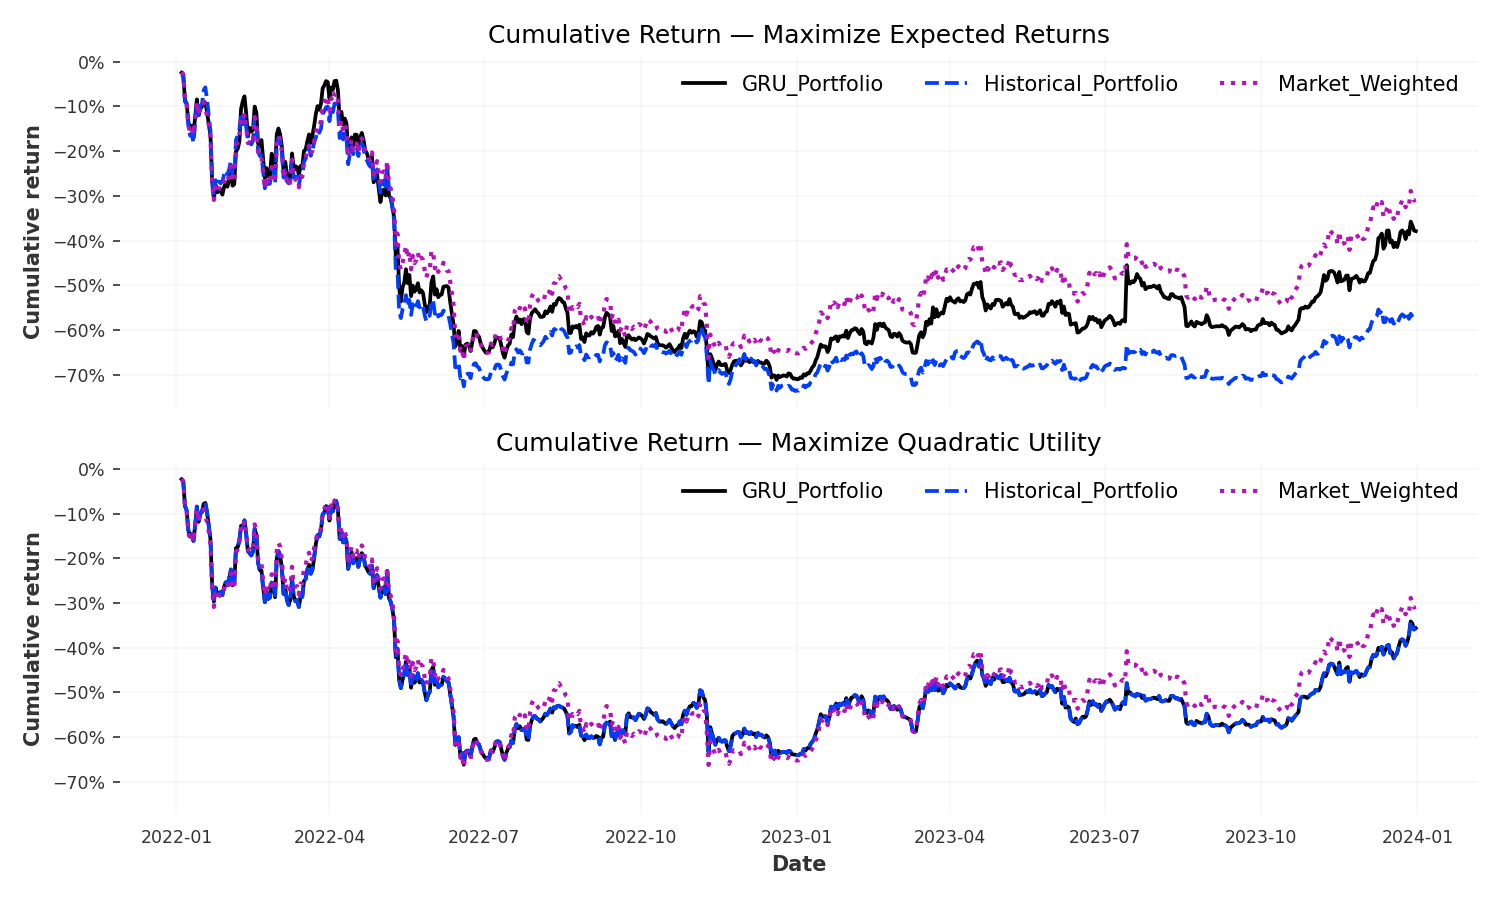 Cumulative Return — Maximize Expected Returns
GRU_Portfolio Historical_Portfolio Market_Weighted
Cumulative return
0%
−10%
−20%
−30%
−40%
−50%
−60%
−70%
Cumulative Return — Maximize Quadratic Utility
GRU_Portfolio Historical_Portfolio Market_Weighted
Cumulative return
0%
−10%
−20%
−30%
−40%
−50%
−60%
−70%
2022-01 2022-04 2022-07 2022-10 2023-01 2023-04 2023-07 2023-10 2024-01
Date